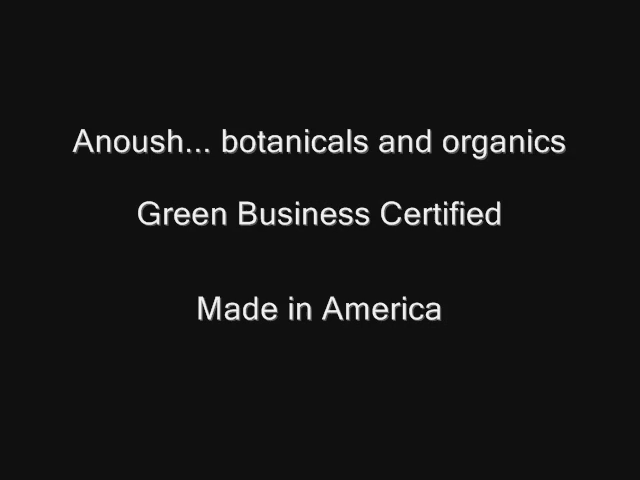 Anoush... botanicals and organics
Green Business Certified
Made in America